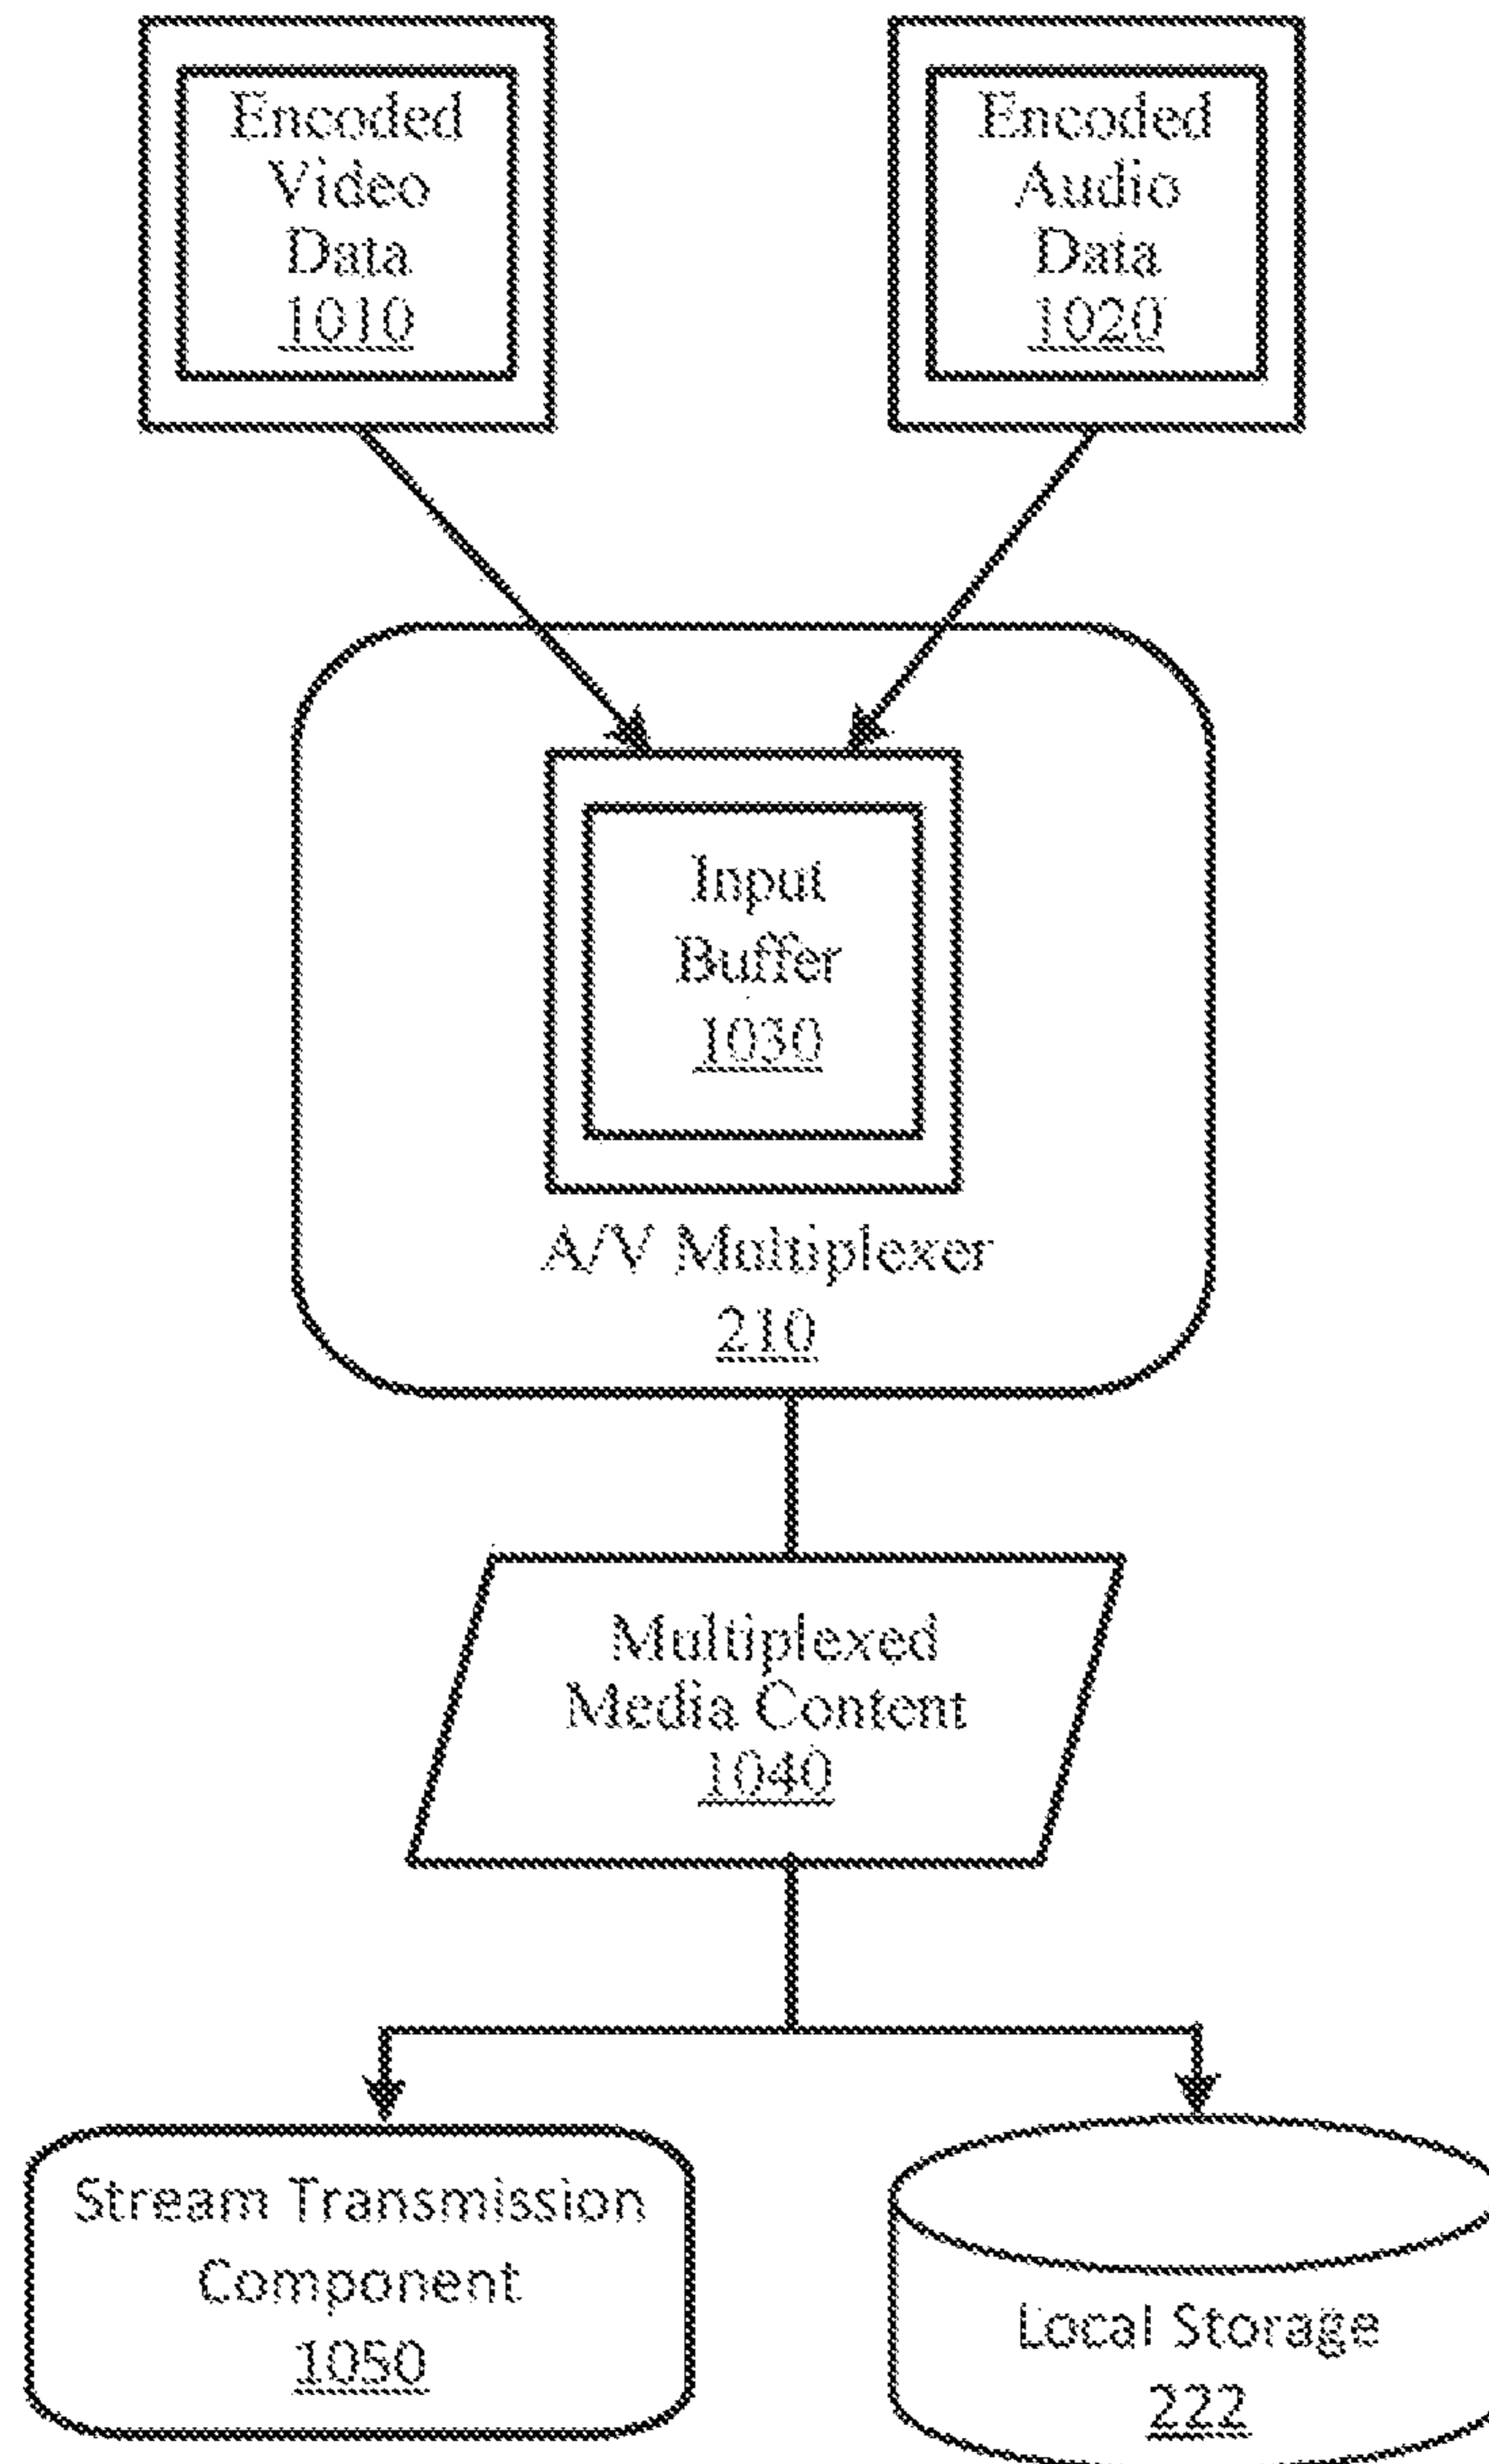 Encoded
Video
Data
1010
Encoded
Audio
Data
1020
Input
Buffer
1030
A/V Multiplexer
210
Multiplexed
Media Content
1040
Stream Transmission
Component
1050
Local Storage
222